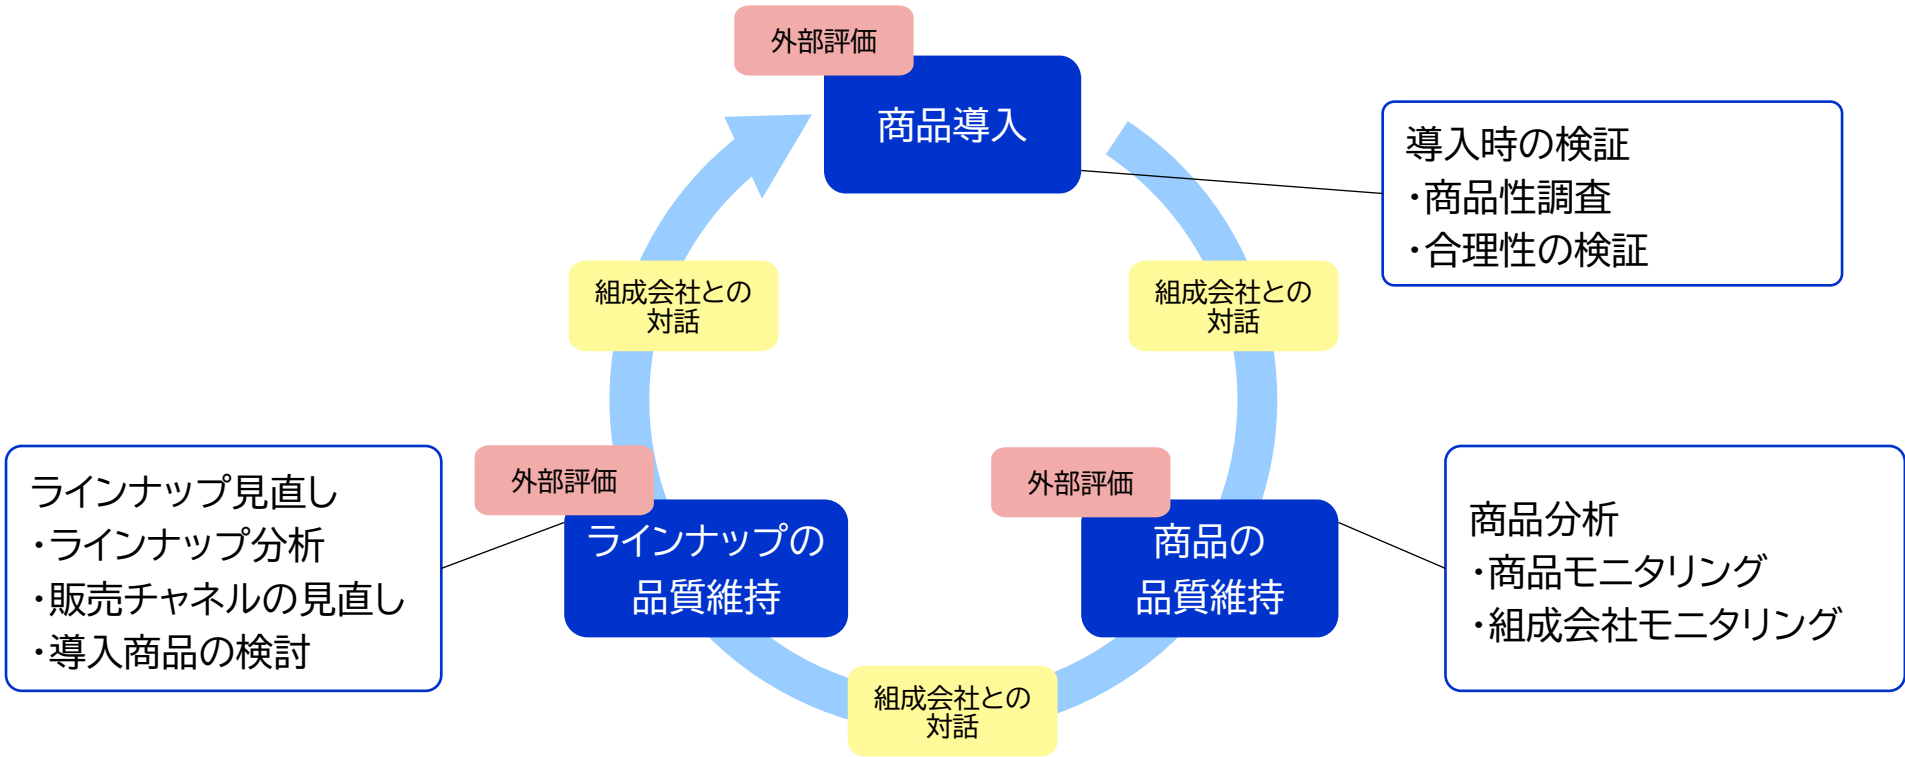 外部評価
商品導入
導入時の検証
・商品性調査
・合理性の検証
組成会社との
対話
組成会社との
対話
外部評価
ラインナップの
品質維持
外部評価
商品の
品質維持
ラインナップ見直し
・ラインナップ分析
・販売チャネルの見直し
・導入商品の検討
商品分析
・商品モニタリング
・組成会社モニタリング
組成会社との
対話